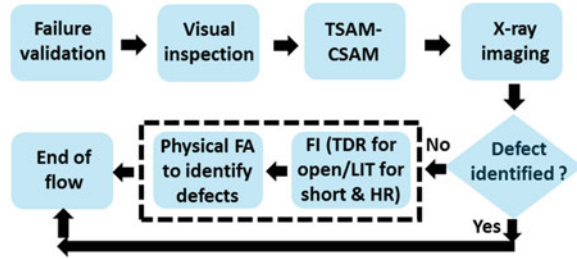 Failure
validation
Visual
inspection
TSAM-
CSAM
X-ray
imaging
Defect
identified ?
No
FI (TDR for
open/LIT for
short & HR)
Physical FA
to identify
defects
End of
flow
Yes